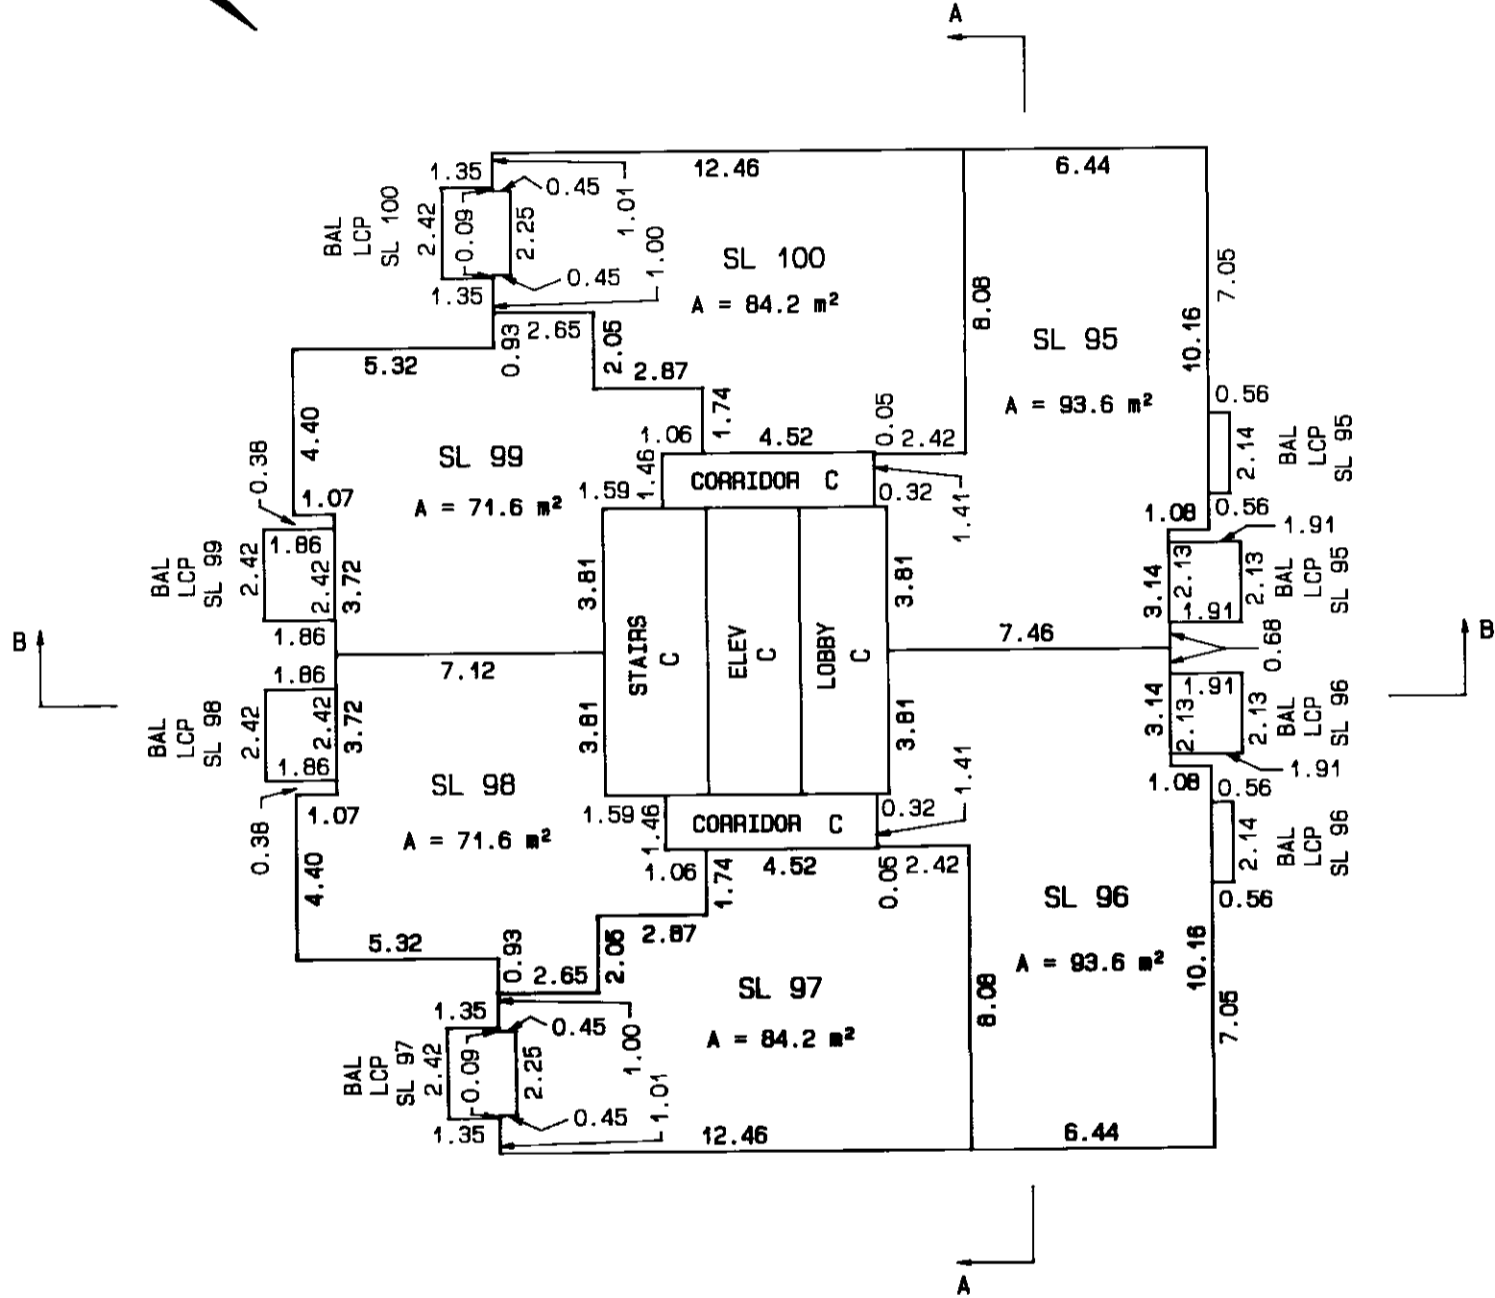 A
12.46
6.44
1.35
0.45
1.01
BAL
LCP
SL 100
2.42
0.09
2.25
1.00
0.45
1.35
SL 100
A = 84.2 m²
8.08
7.05
10.16
SL 95
A = 93.6 m²
0.93
2.65
2.05
5.32
2.87
1.74
4.40
0.38
SL 99
A = 71.6 m²
1.06
4.52
0.05
2.42
1.46
CORRIDOR C
0.32
1.41
1.59
0.56
2.14
BAL
LCP
SL 95
0.56
1.08
1.91
1.07
1.86
BAL
LCP
SL 99
2.42
2.42
3.72
1.86
3.81
3.81
3.14
2.13
2.13
BAL
LCP
SL 95
1.91
B
7.12
STAIRS
C
ELEV
C
LOBBY
C
7.46
0.68
B
1.86
BAL
LCP
SL 98
2.42
2.42
3.72
1.86
3.81
3.81
3.14
1.91
2.13
2.13
BAL
LCP
SL 96
1.91
1.08
0.56
1.07
0.38
SL 98
A = 71.6 m²
4.40
1.59
1.46
CORRIDOR C
0.32
1.41
1.06
4.52
0.05
2.42
2.14
BAL
LCP
SL 96
0.56
1.74
2.87
5.32
0.93
2.65
2.05
SL 96
A = 93.6 m²
10.16
7.05
8.08
SL 97
A = 84.2 m²
1.35
0.45
BAL
LCP
SL 97
2.42
0.09
2.25
1.00
1.01
0.45
1.35
12.46
6.44
A